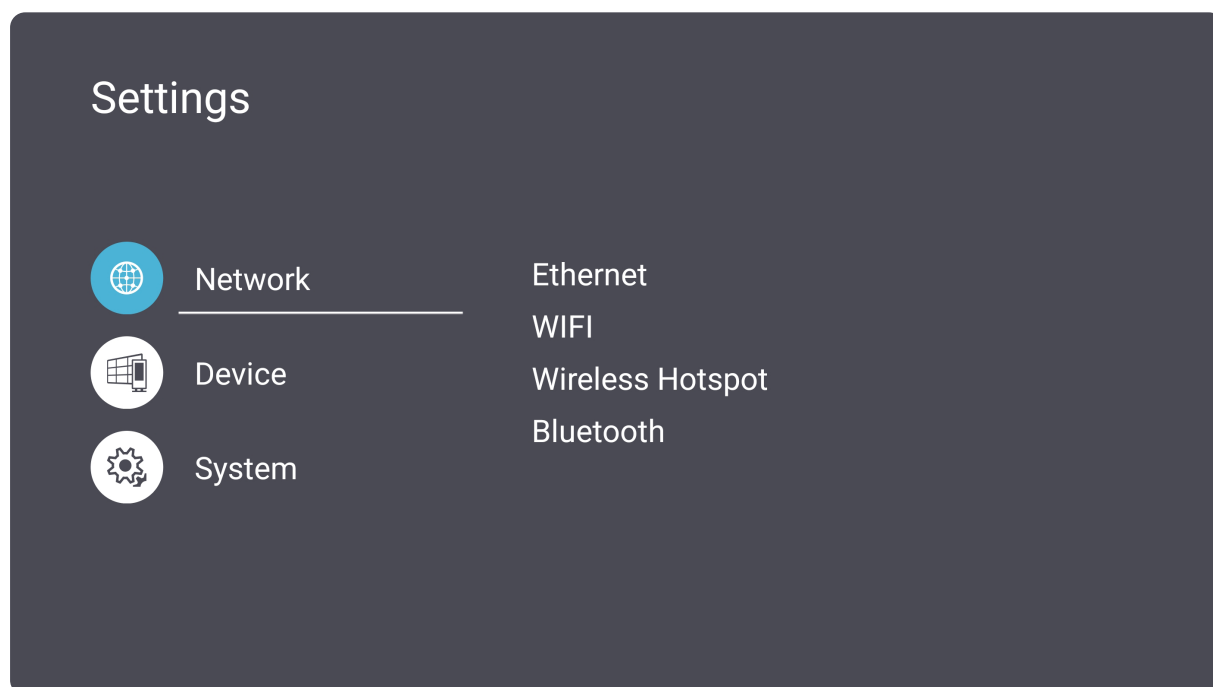 Settings
Network
Device
System
Ethernet
WIFI
Wireless Hotspot
Bluetooth